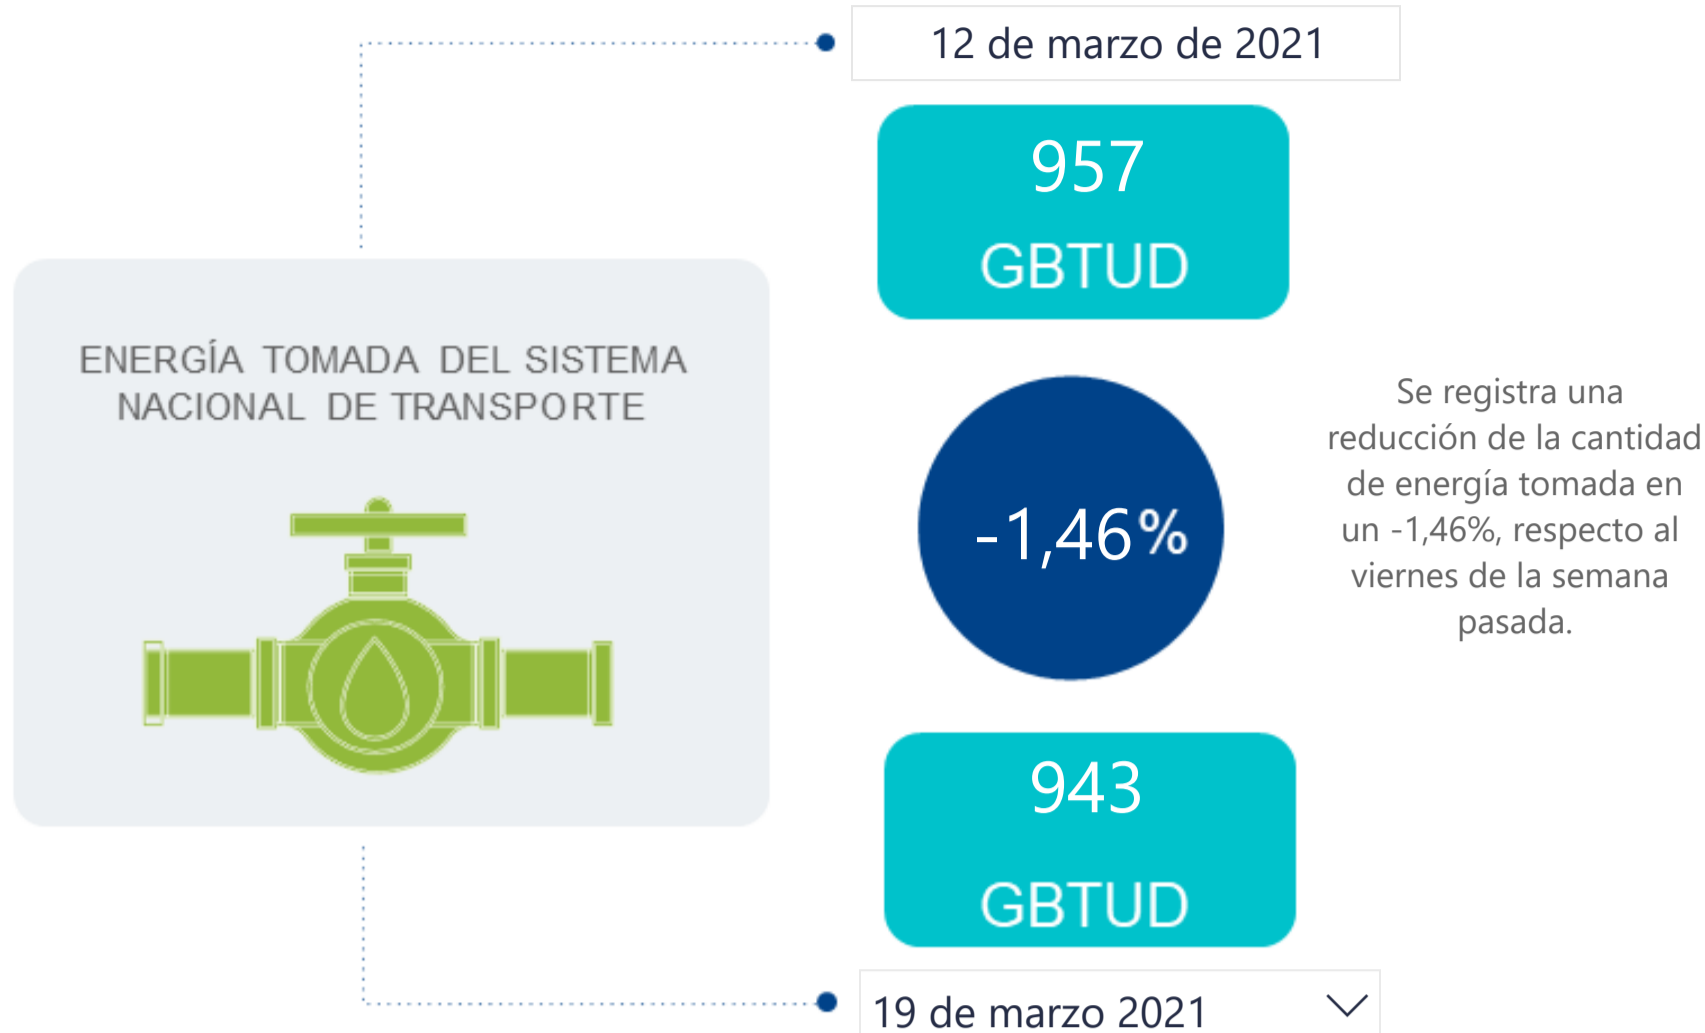 12 de marzo de 2021
957
GBTUD
ENERGÍA TOMADA DEL SISTEMA
NACIONAL DE TRANSPORTE
-1,46%
Se registra una
reducción de la cantidad
de energía tomada en
un -1,46%, respecto al
viernes de la semana
pasada.
943
GBTUD
19 de marzo 2021